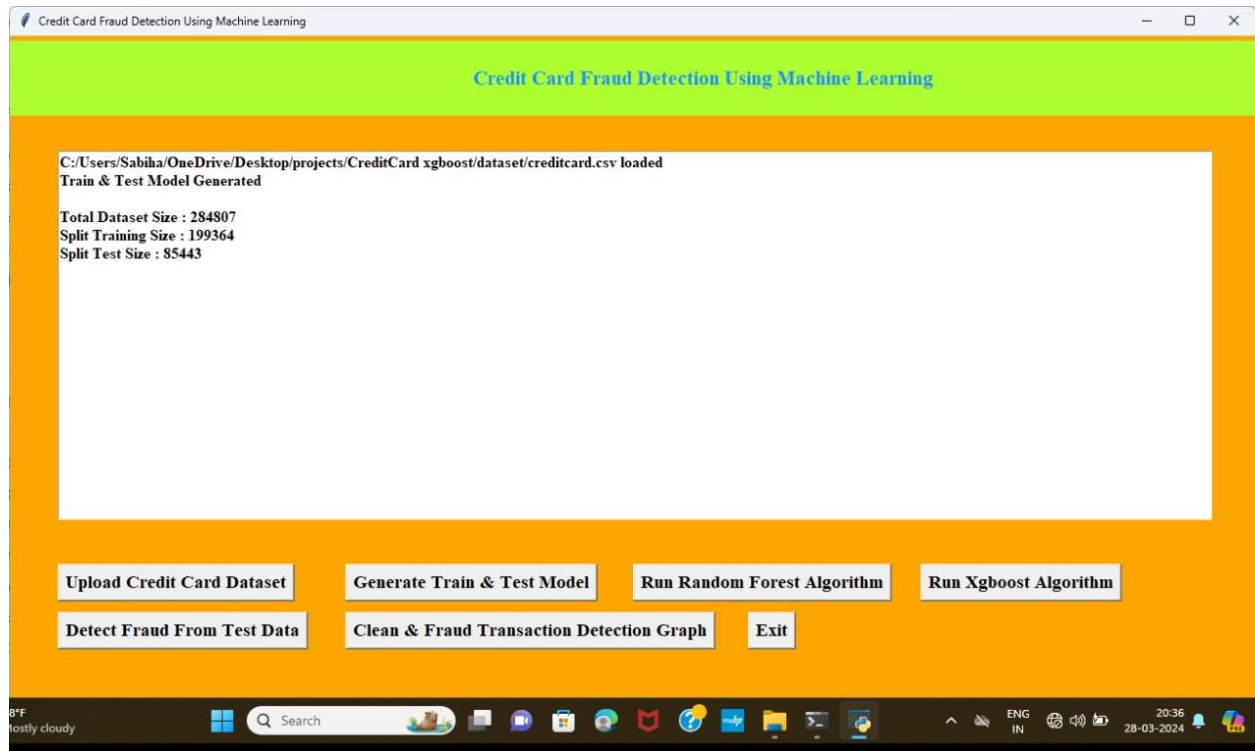 Credit Card Fraud Detection Using Machine Learning
Credit Card Fraud Detection Using Machine Learning
C:/Users/Sabiha/OneDrive/Desktop/projects/CreditCard xgboost/dataset/creditcard.csv loaded
Train & Test Model Generated
Total Dataset Size : 284807
Split Training Size : 199364
Split Test Size : 85443
Upload Credit Card Dataset
Generate Train & Test Model
Run Random Forest Algorithm
Run Xgboost Algorithm
Detect Fraud From Test Data
Clean & Fraud Transaction Detection Graph
Exit
8°F
cloudy
Search
ENG
IN
20:36
28-03-2024